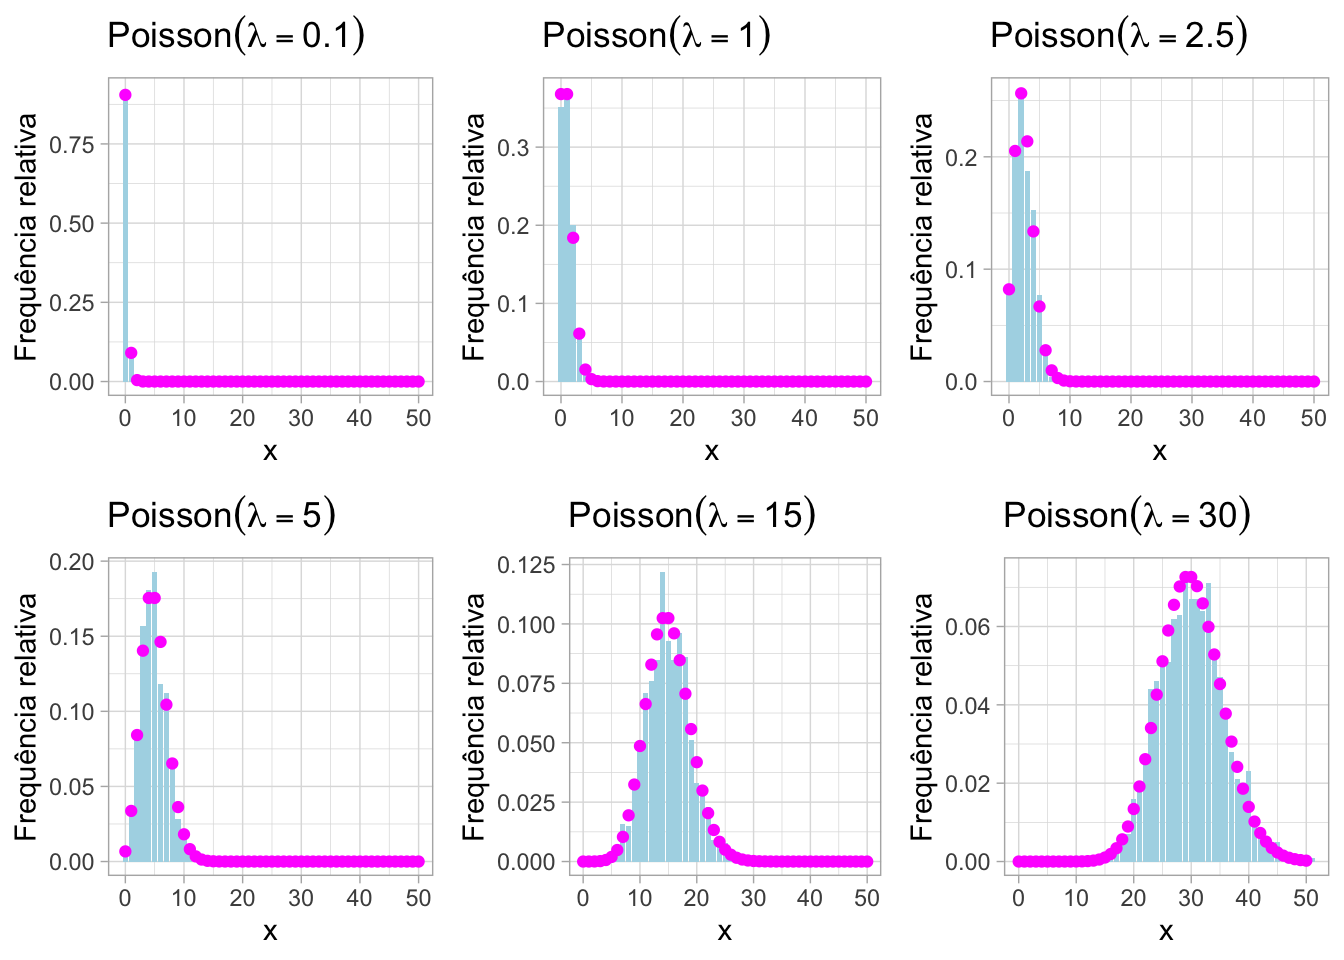 Poisson(λ = 0.1)
Frequência relativa
0.75
0.50
0.25
0.00
0 10 20 30 40 50
x
Poisson(λ = 1)
Frequência relativa
0.3
0.2
0.1
0.0
0 10 20 30 40 50
x
Poisson(λ = 2.5)
Frequência relativa
0.2
0.1
0.0
0 10 20 30 40 50
x
Poisson(λ = 5)
Frequência relativa
0.20
0.15
0.10
0.05
0.00
0 10 20 30 40 50
x
Poisson(λ = 15)
Frequência relativa
0.125
0.100
0.075
0.050
0.025
0.000
0 10 20 30 40 50
x
Poisson(λ = 30)
Frequência relativa
0.06
0.04
0.02
0.00
0 10 20 30 40 50
x